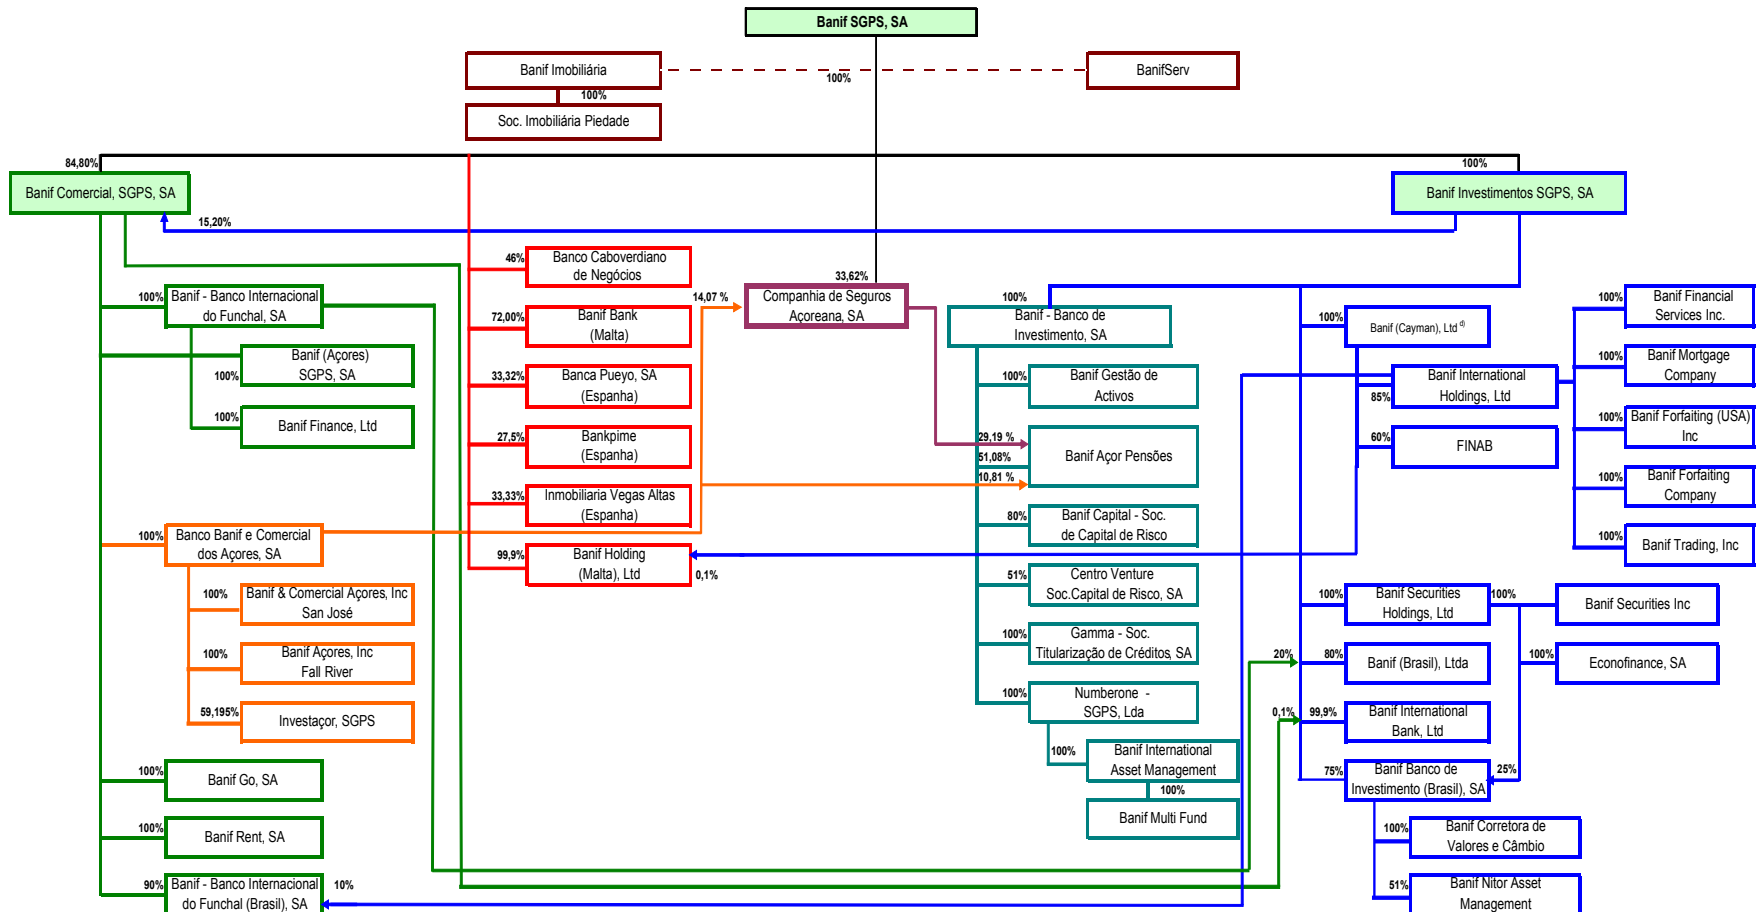 Banif SGPS, SA
Banif Imobiliária
100%
BanifServ
100%
Soc. Imobiliária Piedade
84,80%
100%
Banif Comercial, SGPS, SA
Banif Investimentos SGPS, SA
15,20%
46%
Banco Caboverdiano
de Negócios
100%
Banif - Banco Internacional
do Funchal, SA
14,07 %
33,62%
Companhia de Seguros
Açoreana, SA
100%
Banif - Banco de
Investimento, SA
100%
Banif (Cayman), Ltd d)
100%
Banif Financial
Services Inc.
72,00%
Banif Bank
(Malta)
100%
Banif (Açores)
SGPS, SA
33,32%
Banca Pueyo, SA
(Espanha)
100%
Banif Gestão de
Activos
85%
Banif International
Holdings, Ltd
100%
Banif Mortgage
Company
100%
Banif Finance, Ltd
27,5%
Bankpime
(Espanha)
29,19 %
51,08%
10,81 %
Banif Açor Pensões
60%
FINAB
100%
Banif Forfaiting (USA)
Inc
33,33%
Inmobiliaria Vegas Altas
(Espanha)
100%
Banif Forfaiting
Company
100%
Banco Banif e Comercial
dos Açores, SA
80%
Banif Capital - Soc.
de Capital de Risco
100%
Banif Trading, Inc
99,9%
Banif Holding
(Malta), Ltd
0,1%
100%
Banif & Comercial Açores, Inc
San José
51%
Centro Venture
Soc.Capital de Risco, SA
100%
Banif Securities
Holdings, Ltd
100%
Banif Securities Inc
100%
Banif Açores, Inc
Fall River
100%
Gamma - Soc.
Titularização de Créditos, SA
20%
80%
Banif (Brasil), Ltda
100%
Econofinance, SA
59,195%
Investaçor, SGPS
100%
Numberone -
SGPS, Lda
0,1%
99,9%
Banif International
Bank, Ltd
100%
Banif Go, SA
100%
Banif International
Asset Management
75%
Banif Banco de
Investimento (Brasil), SA
25%
100%
Banif Multi Fund
100%
Banif Rent, SA
100%
Banif Corretora de
Valores e Câmbio
90%
Banif - Banco Internacional
do Funchal (Brasil), SA
10%
51%
Banif Nitor Asset
Management